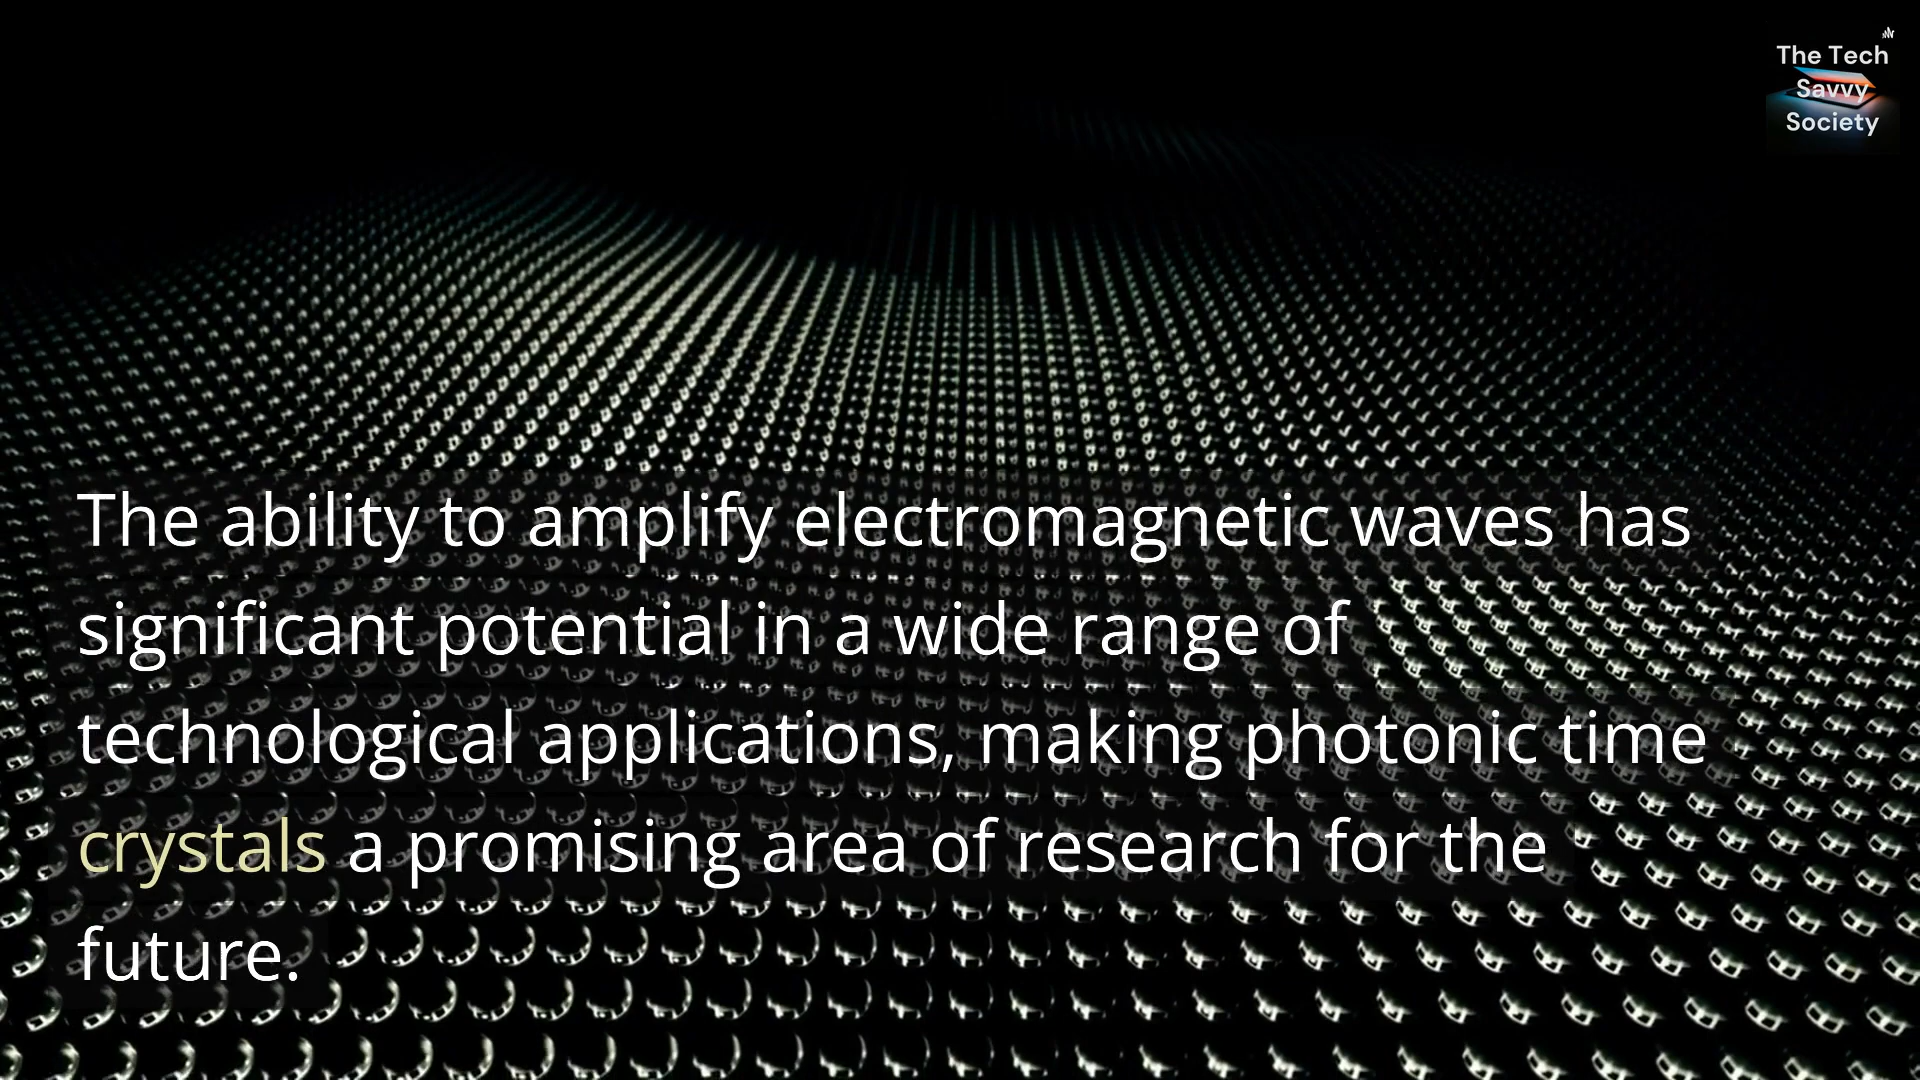 The Tech
Savvy
Society
The ability to amplify electromagnetic waves has
significant potential in a wide range of
technological applications, making photonic time
crystals a promising area of research for the
future.